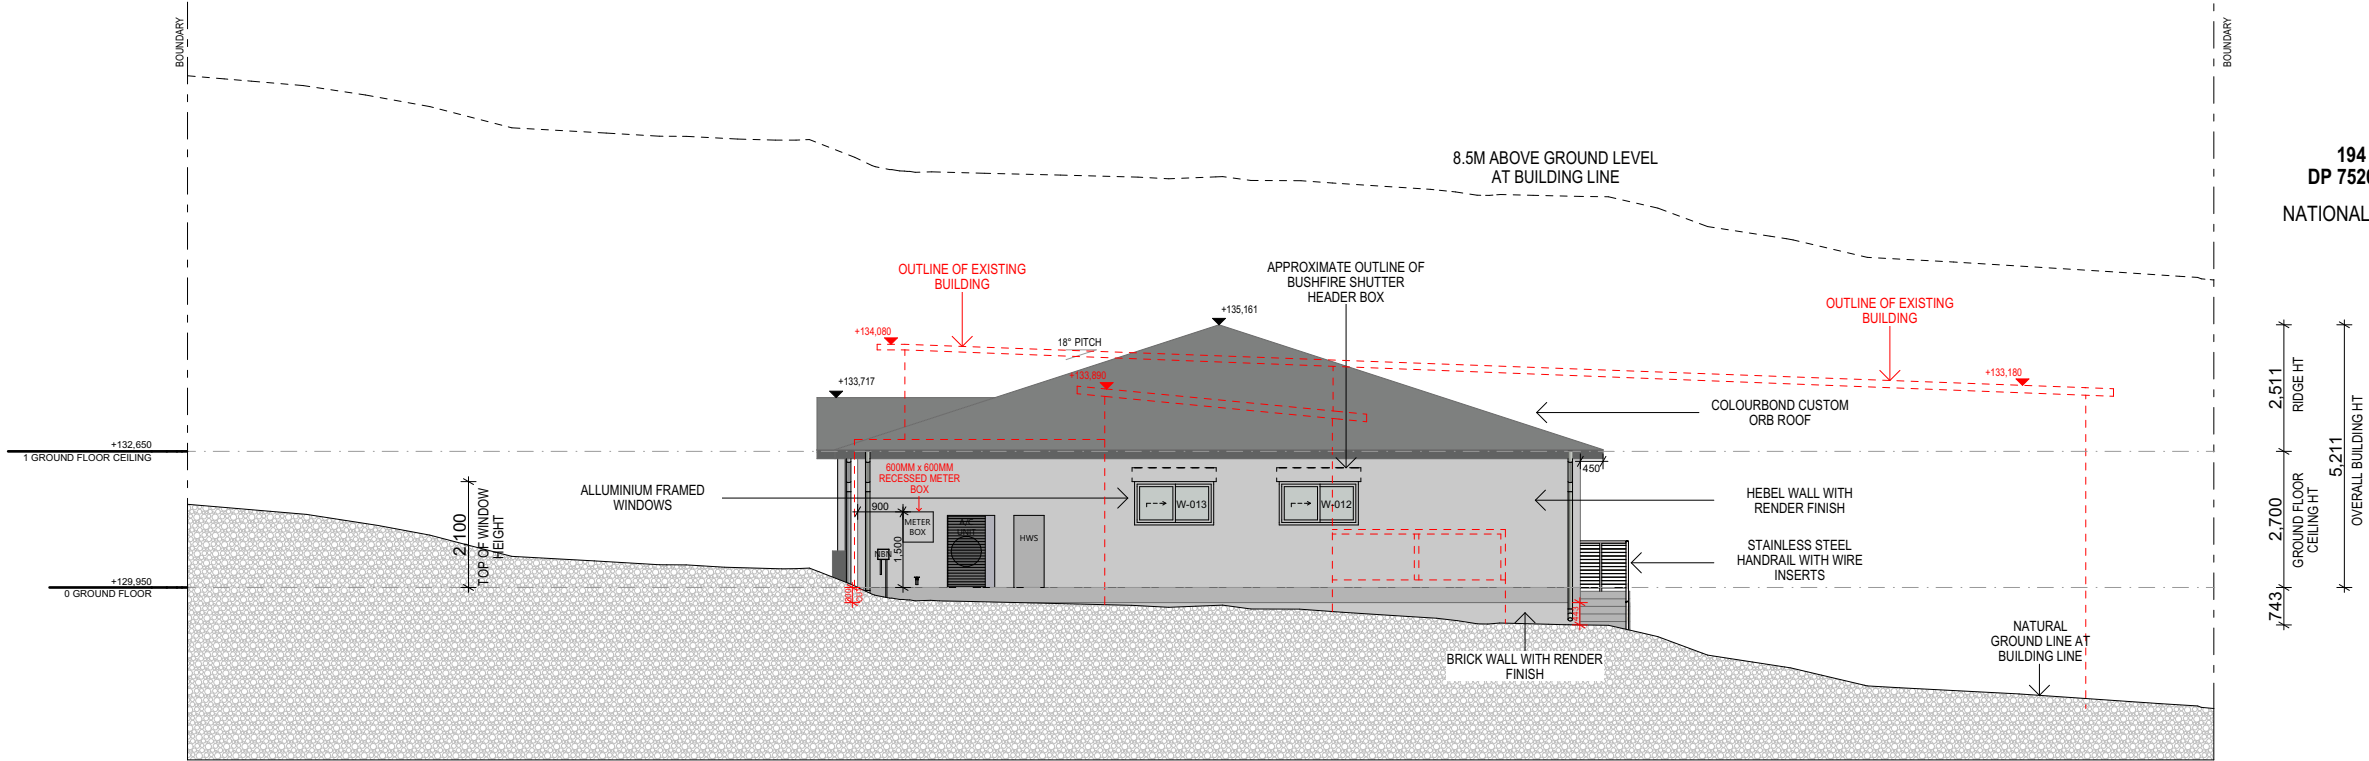 BOUNDARY
BOUNDARY
8.5M ABOVE GROUND LEVEL
AT BUILDING LINE
194
DP 7520
NATIONAL
OUTLINE OF EXISTING
BUILDING
APPROXIMATE OUTLINE OF
BUSHFIRE SHUTTER
HEADER BOX
OUTLINE OF EXISTING
BUILDING
+135,161
+134,080
18° PITCH
+133,890
+133,717
+133,180
2,511
RIDGE HT
COLOURBOND CUSTOM
ORB ROOF
5,211
OVERALL BUILDING HT
+132,650
1 GROUND FLOOR CEILING
450
600MM x 600MM
RECESSED METER
BOX
ALLUMINIUM FRAMED
WINDOWS
HEBEL WALL WITH
RENDER FINISH
W-013
W-012
900
METER
BOX
HWS
NBN
1,500
2,100
TOP OF WINDOW
HEIGHT
2,700
GROUND FLOOR
CEILING HT
STAINLESS STEEL
HANDRAIL WITH WIRE
INSERTS
+129,950
0 GROUND FLOOR
743
NATURAL
GROUND LINE AT
BUILDING LINE
BRICK WALL WITH RENDER
FINISH